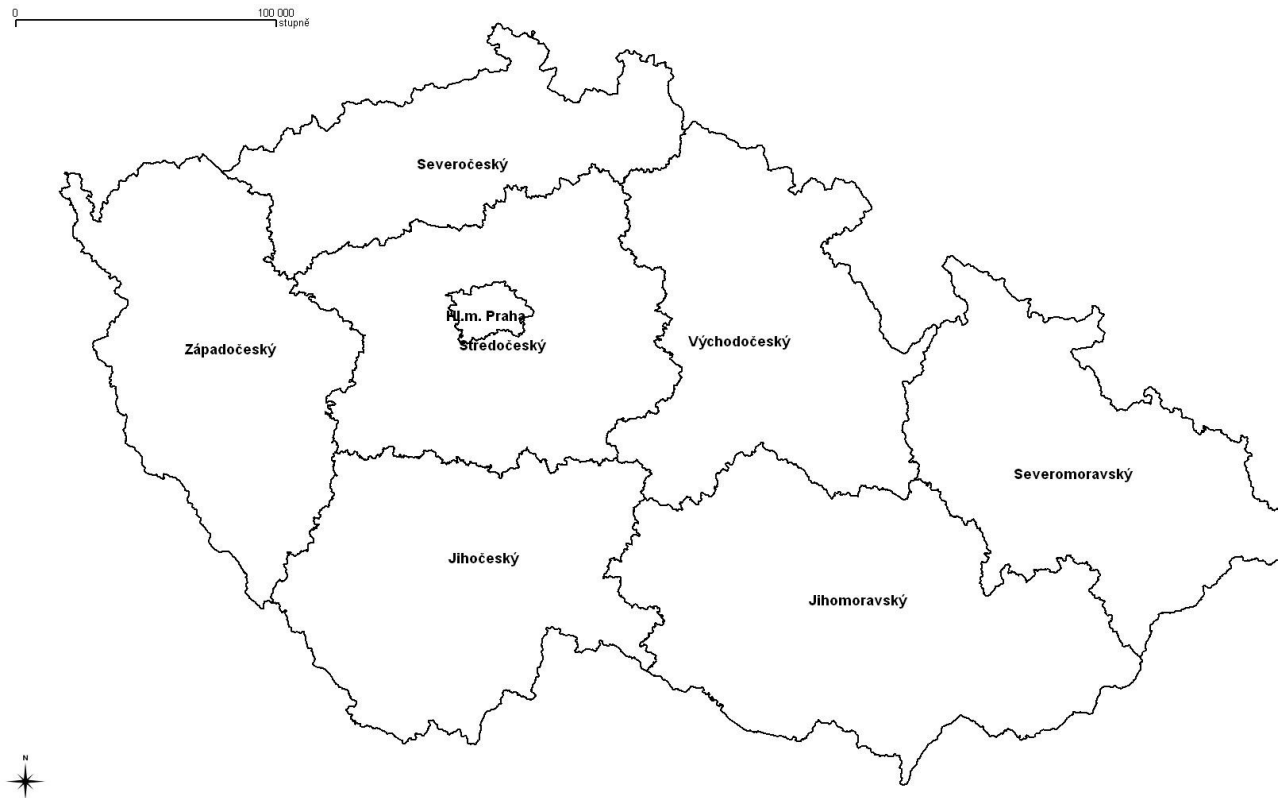 0 100 000
stupně
Severočeský
Hl.m. Praha
Středočeský
Západočeský
Východočeský
Severomoravský
Jihočeský
Jihomoravský
N